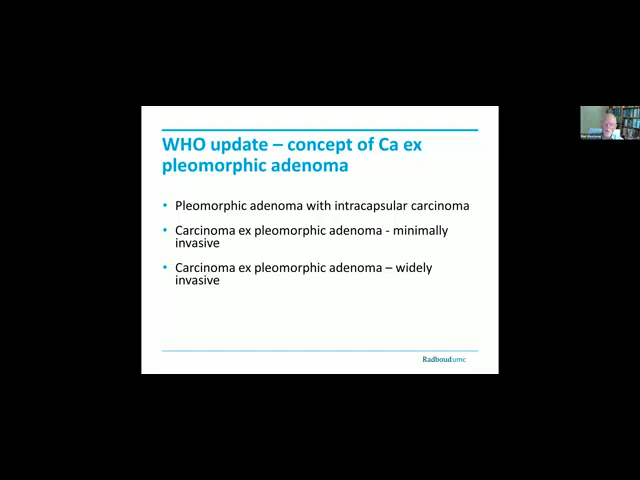 WHO update – concept of Ca ex
pleomorphic adenoma
• Pleomorphic adenoma with intracapsular carcinoma
• Carcinoma ex pleomorphic adenoma - minimally
invasive
• Carcinoma ex pleomorphic adenoma – widely
invasive
Radboudumc